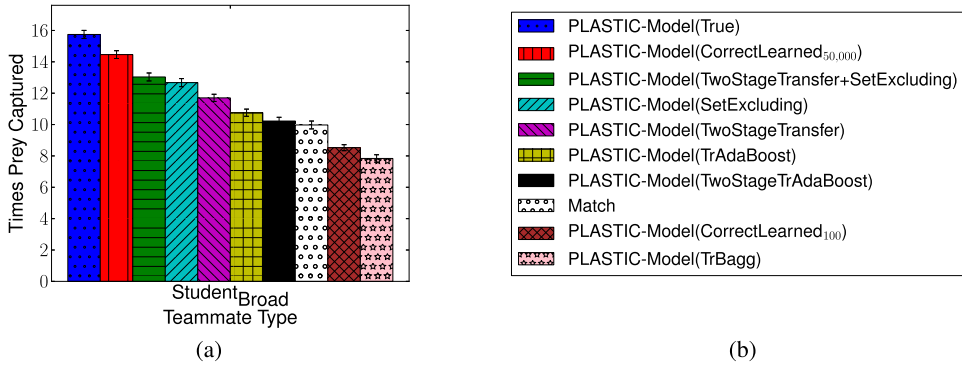 Times Prey Captured
16
14
12
10
8
6
4
2
0
Student_Broad
Teammate Type
(a)
PLASTIC-Model(True)
PLASTIC-Model(CorrectLearned50,000)
PLASTIC-Model(TwoStageTransfer+SetExcluding)
PLASTIC-Model(SetExcluding)
PLASTIC-Model(TwoStageTransfer)
PLASTIC-Model(TrAdaBoost)
PLASTIC-Model(TwoStageTrAdaBoost)
Match
PLASTIC-Model(CorrectLearned100)
PLASTIC-Model(TrBagg)
(b)